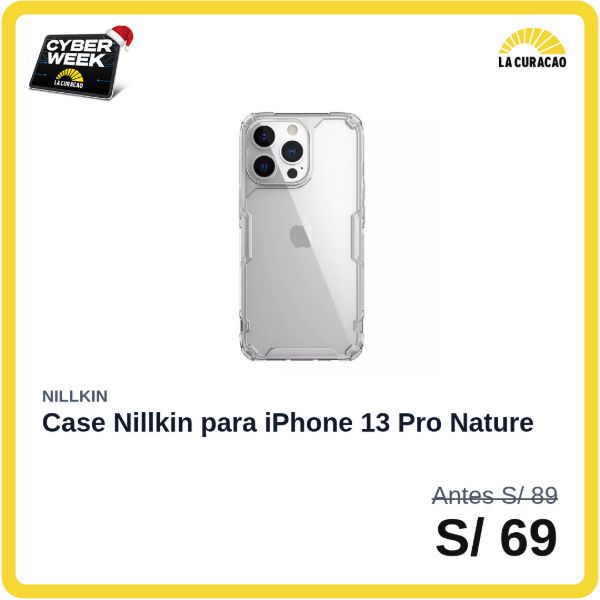 CYBER
WEEK
LA CURACAO
LA CURACAO
NILLKIN
Case Nillkin para iPhone 13 Pro Nature
Antes S/ 89
S/ 69